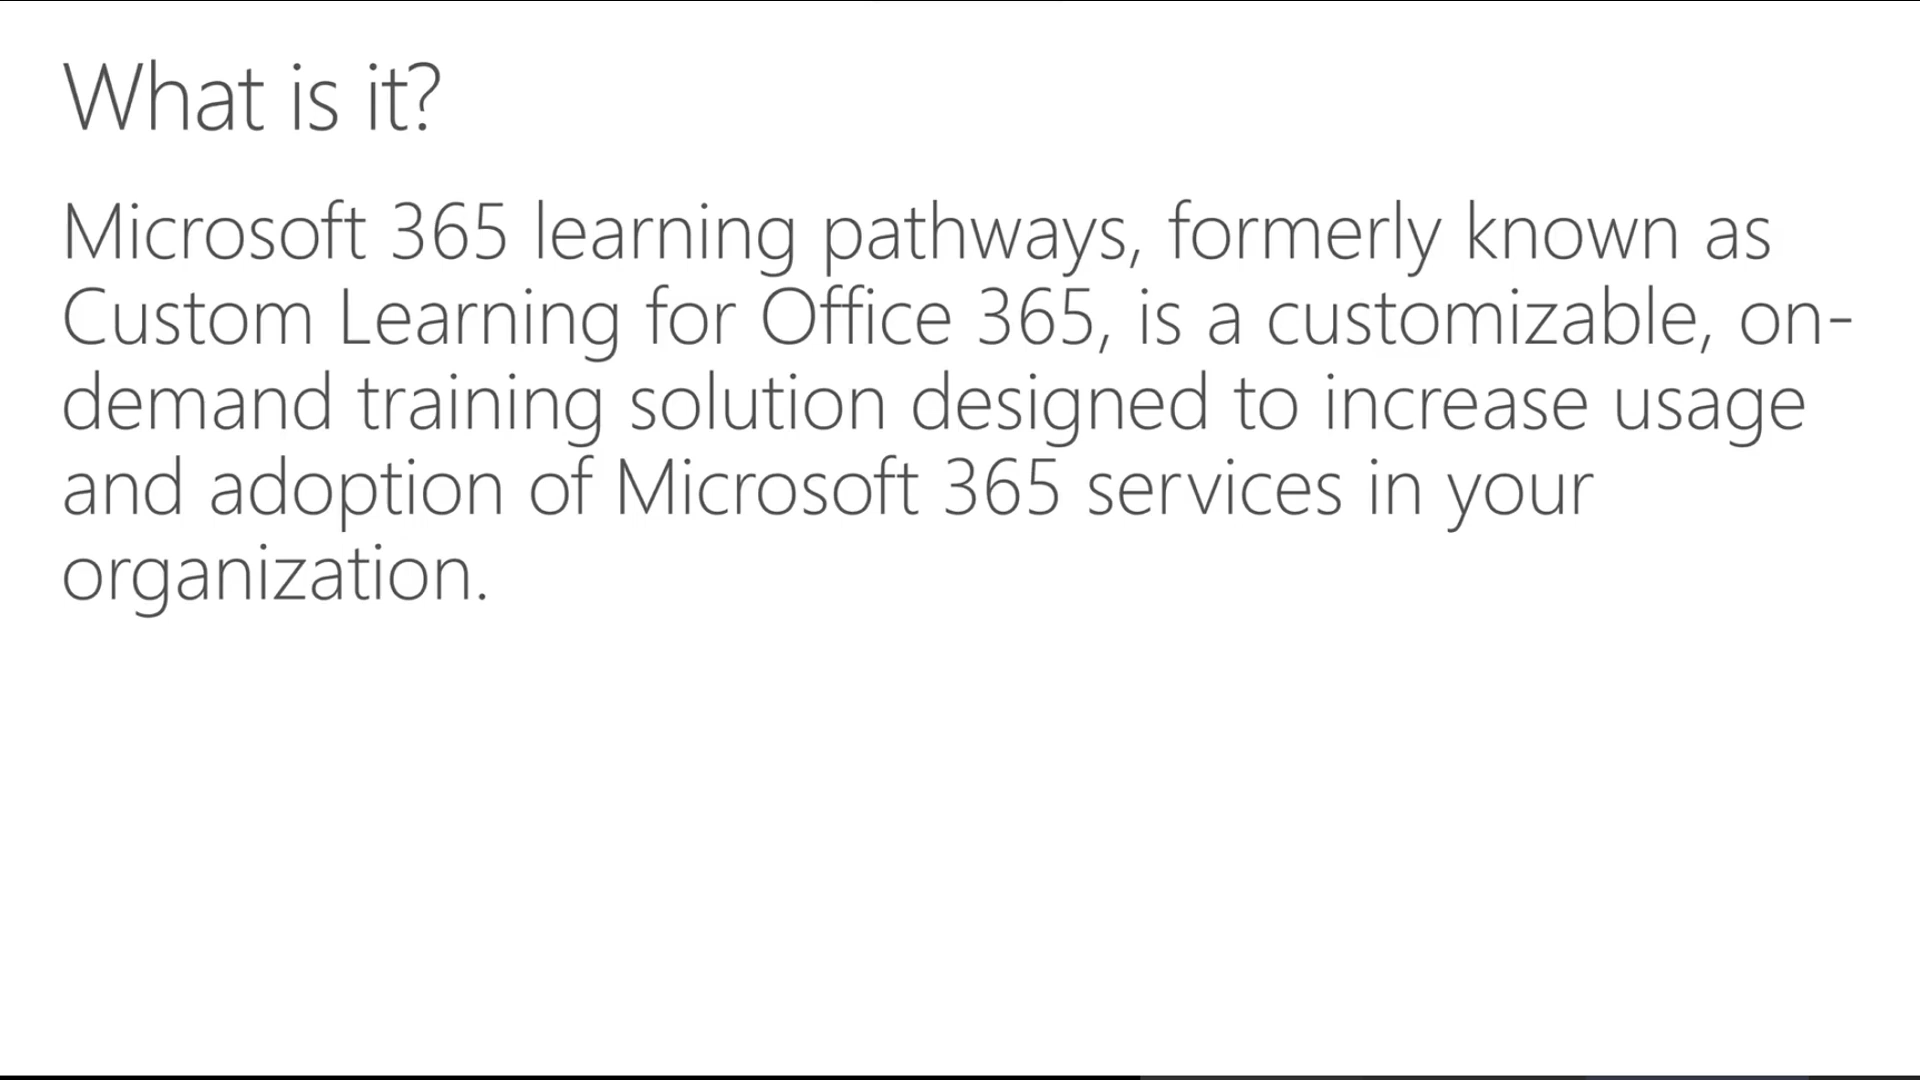 What is it?
Microsoft 365 learning pathways, formerly known as
Custom Learning for Office 365, is a customizable, on-
demand training solution designed to increase usage
and adoption of Microsoft 365 services in your
organization.